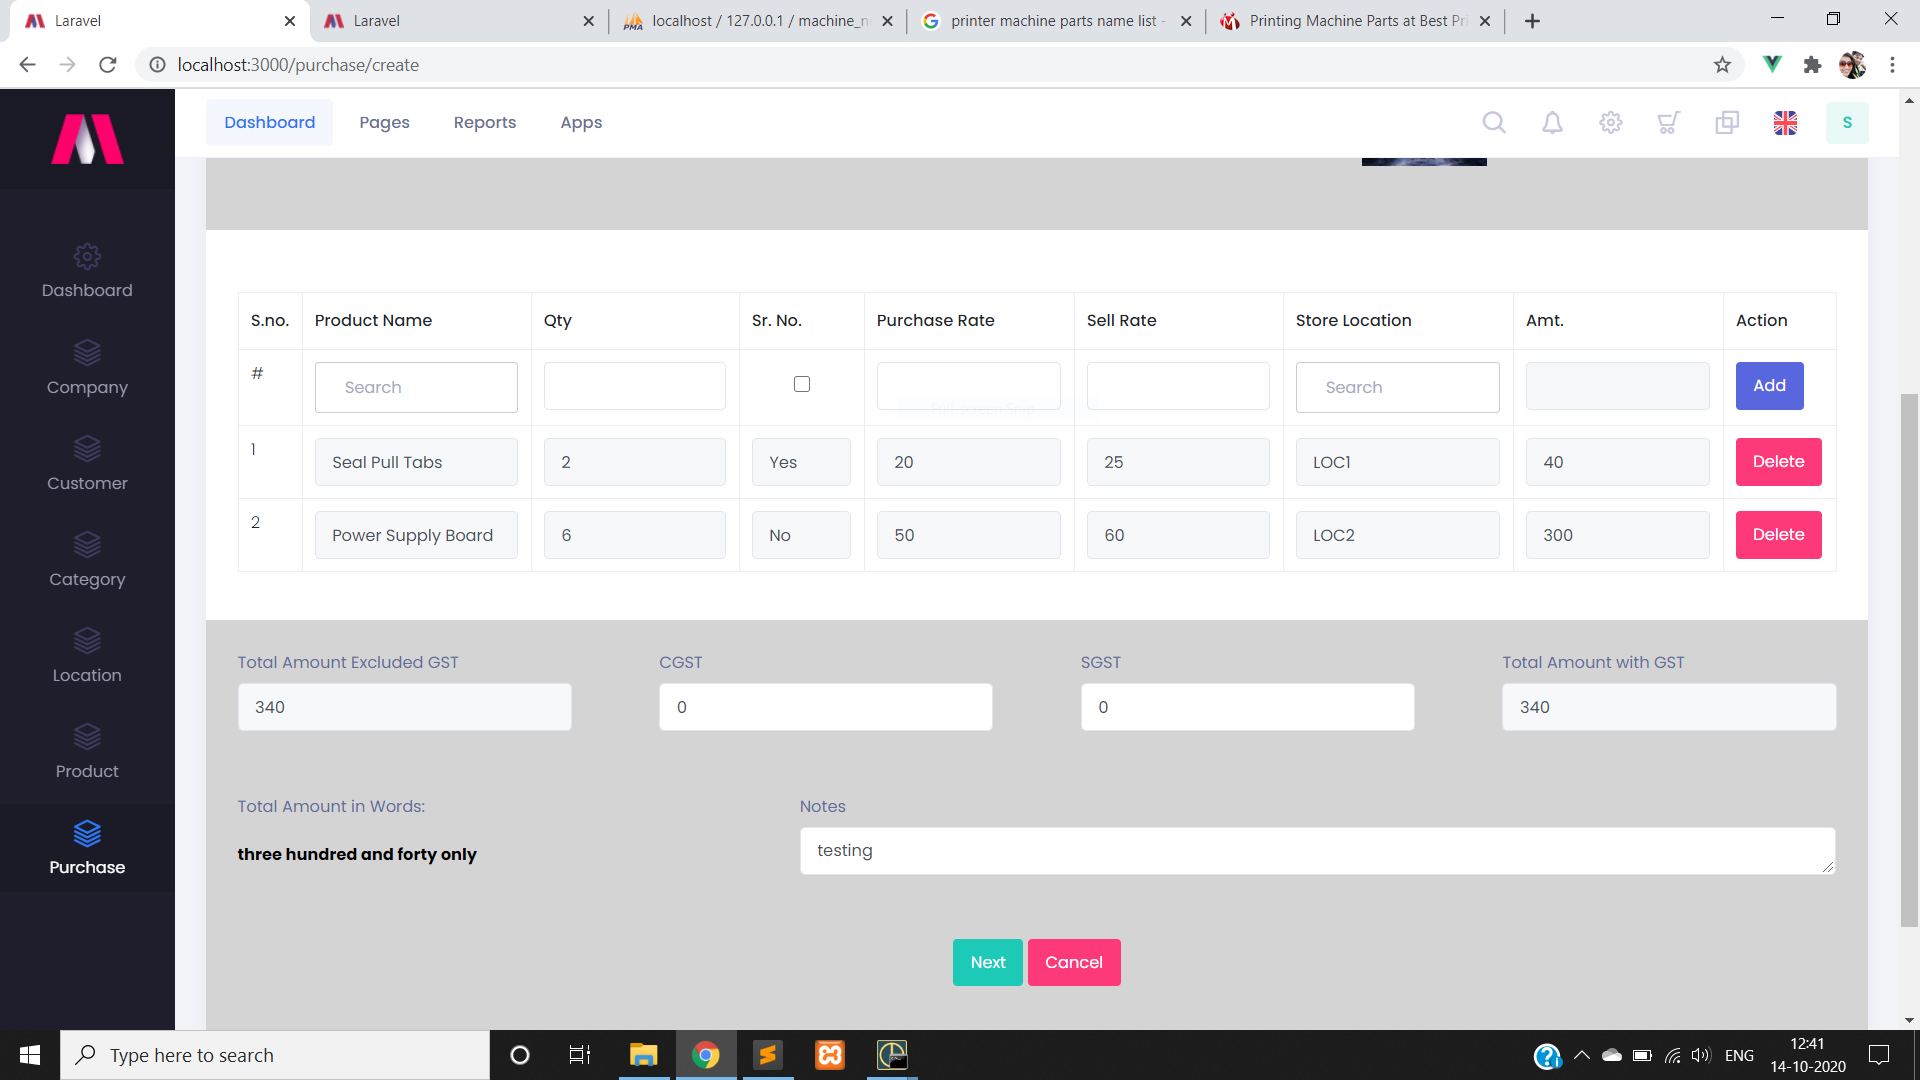 Laravel
Laravel
localhost / 127.0.0.1 / machine_n
printer machine parts name list -
Printing Machine Parts at Best Pri
localhost:3000/purchase/create
Dashboard Pages Reports Apps
S
Dashboard
Company
Customer
Category
Location
Product
Purchase
S.no. Product Name Qty Sr. No. Purchase Rate Sell Rate Store Location Amt. Action
# Search Search Add
1 Seal Pull Tabs 2 Yes 20 25 LOC1 40 Delete
2 Power Supply Board 6 No 50 60 LOC2 300 Delete
Total Amount Excluded GST CGST SGST Total Amount with GST
340 0 0 340
Total Amount in Words: Notes
three hundred and forty only testing
Next Cancel
Type here to search
ENG
12:41
14-10-2020